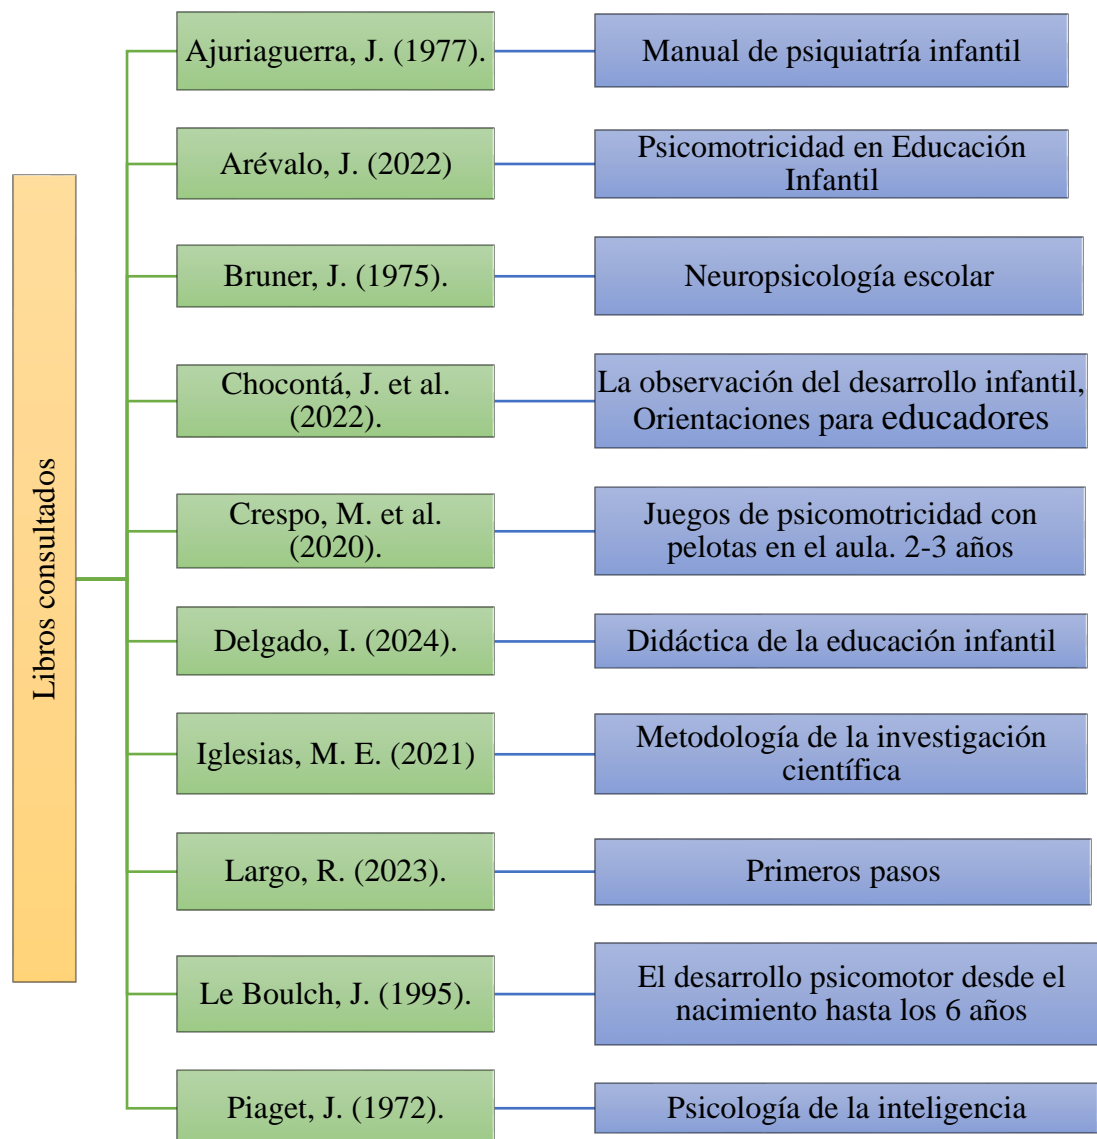 Libros consultados
Ajuriaguerra, J. (1977).
Manual de psiquiatría infantil
Arévalo, J. (2022)
Psicomotricidad en Educación
Infantil
Bruner, J. (1975).
Neuropsicología escolar
Chocontá, J. et al.
(2022).
La observación del desarrollo infantil,
Orientaciones para educadores
Crespo, M. et al.
(2020).
Juegos de psicomotricidad con
pelotas en el aula. 2-3 años
Delgado, I. (2024).
Didáctica de la educación infantil
Iglesias, M. E. (2021)
Metodología de la investigación
científica
Largo, R. (2023).
Primeros pasos
Le Boulch, J. (1995).
El desarrollo psicomotor desde el
nacimiento hasta los 6 años
Piaget, J. (1972).
Psicología de la inteligencia